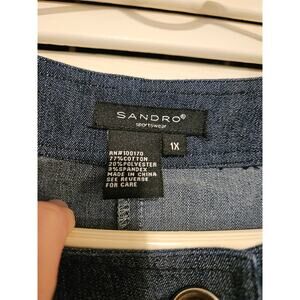 SANDRO®
sportswear
1X
RN#100170
77%COTTON
20%POLYESTER
3%SPANDEX
MADE IN CHINA
SEE REVERSE
FOR CARE